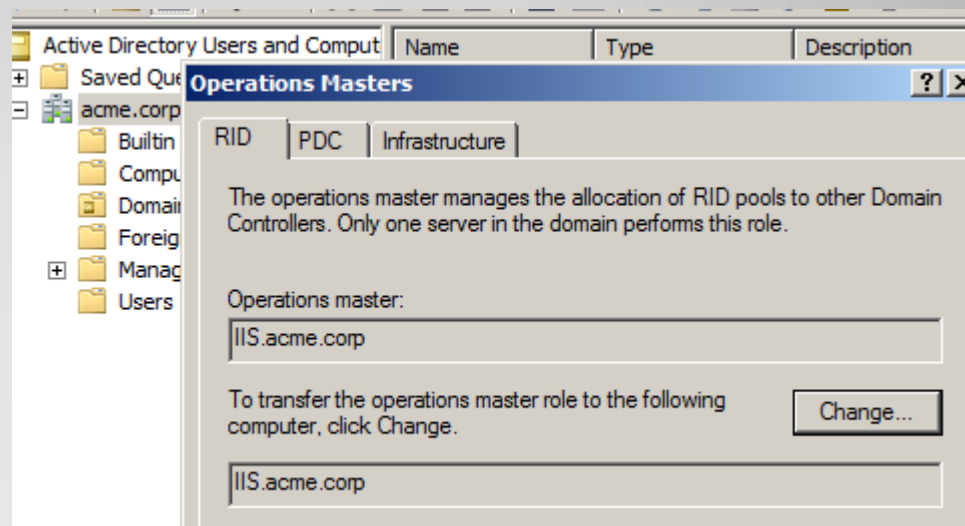 Active Directory Users and Comput
Name
Type
Description
Saved Que
Operations Masters
acme.corp
Builtin
Compu
Domain
Foreig
Manag
Users
RID
PDC
Infrastructure
The operations master manages the allocation of RID pools to other Domain
Controllers. Only one server in the domain performs this role.
Operations master:
IIS.acme.corp
To transfer the operations master role to the following
computer, click Change.
Change...
IIS.acme.corp